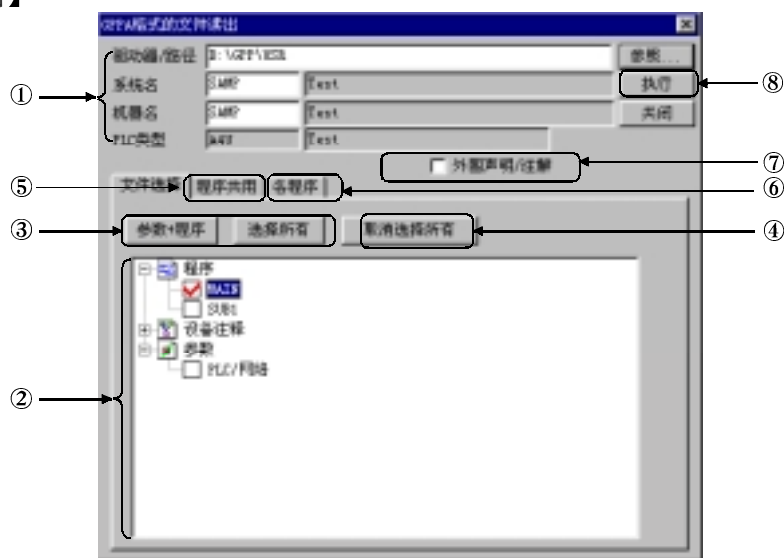 GPPA格式的文件读出
驱动器/路径 D:\GPP\USR 参照...
① 系统名 SAMP Test 执行 ⑧
机器名 SAMP Test 关闭
PLC类型 Test
外围声明/注解 ⑦
⑤ 文件选择 程序共用 各程序 ⑥
③ 参数+程序 选择所有 取消选择所有 ④
程序
MAIN
SUB1
设备注释
参数
PLC/网络
②